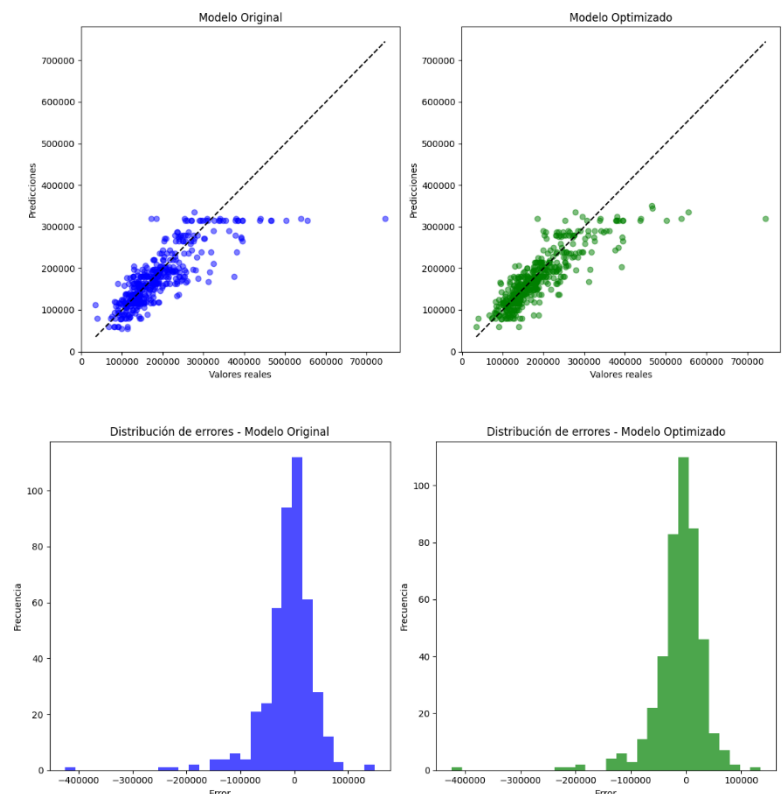 Modelo Original
Modelo Optimizado
700000
600000
500000
400000
300000
200000
100000
0
Predicciones
0 100000 200000 300000 400000 500000 600000 700000
Valores reales
700000
600000
500000
400000
300000
200000
100000
0
Predicciones
0 100000 200000 300000 400000 500000 600000 700000
Valores reales
Distribución de errores - Modelo Original
Distribución de errores - Modelo Optimizado
100
80
60
40
20
0
Frecuencia
−400000 −300000 −200000 −100000 0 100000
Error
100
80
60
40
20
0
Frecuencia
−400000 −300000 −200000 −100000 0 100000
Error